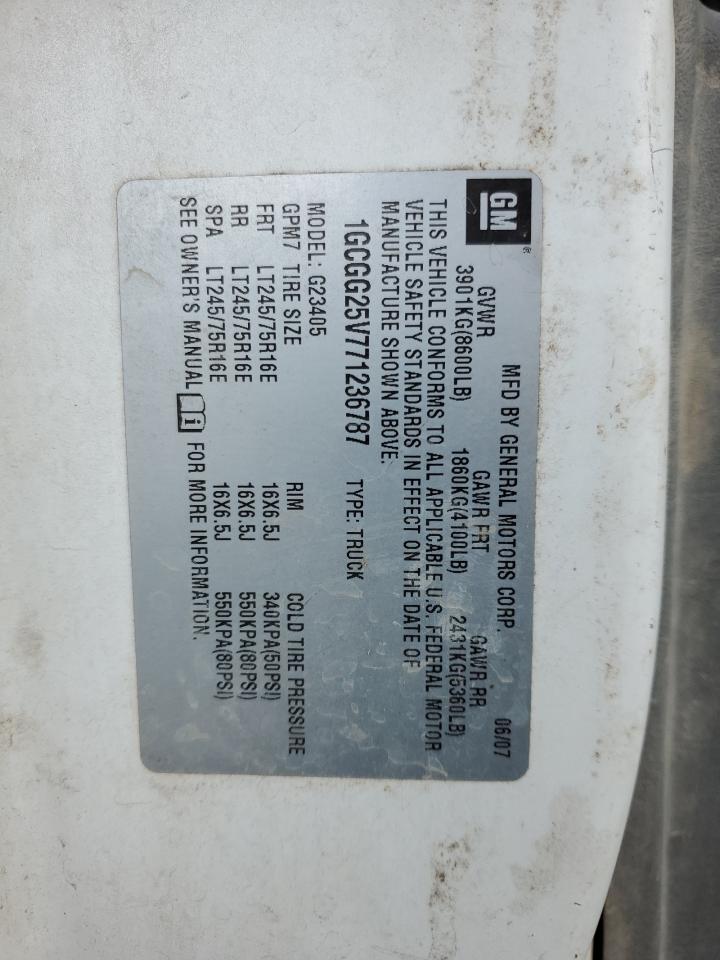 GM® MFD BY GENERAL MOTORS CORP. 06/07
GVWR GAWR FRT GAWR RR
3901KG(8600LB) 1860KG(4100LB) 2431KG(5360LB)
THIS VEHICLE CONFORMS TO ALL APPLICABLE U.S. FEDERAL MOTOR
VEHICLE SAFETY STANDARDS IN EFFECT ON THE DATE OF
MANUFACTURE SHOWN ABOVE.
1GCGG25V771236787 TYPE: TRUCK
MODEL: G23405
GPM7 TIRE SIZE RIM COLD TIRE PRESSURE
FRT LT245/75R16E 16X6.5J 340KPA(50PSI)
RR LT245/75R16E 16X6.5J 550KPA(80PSI)
SPA LT245/75R16E 16X6.5J 550KPA(80PSI)
SEE OWNER'S MANUAL i FOR MORE INFORMATION.